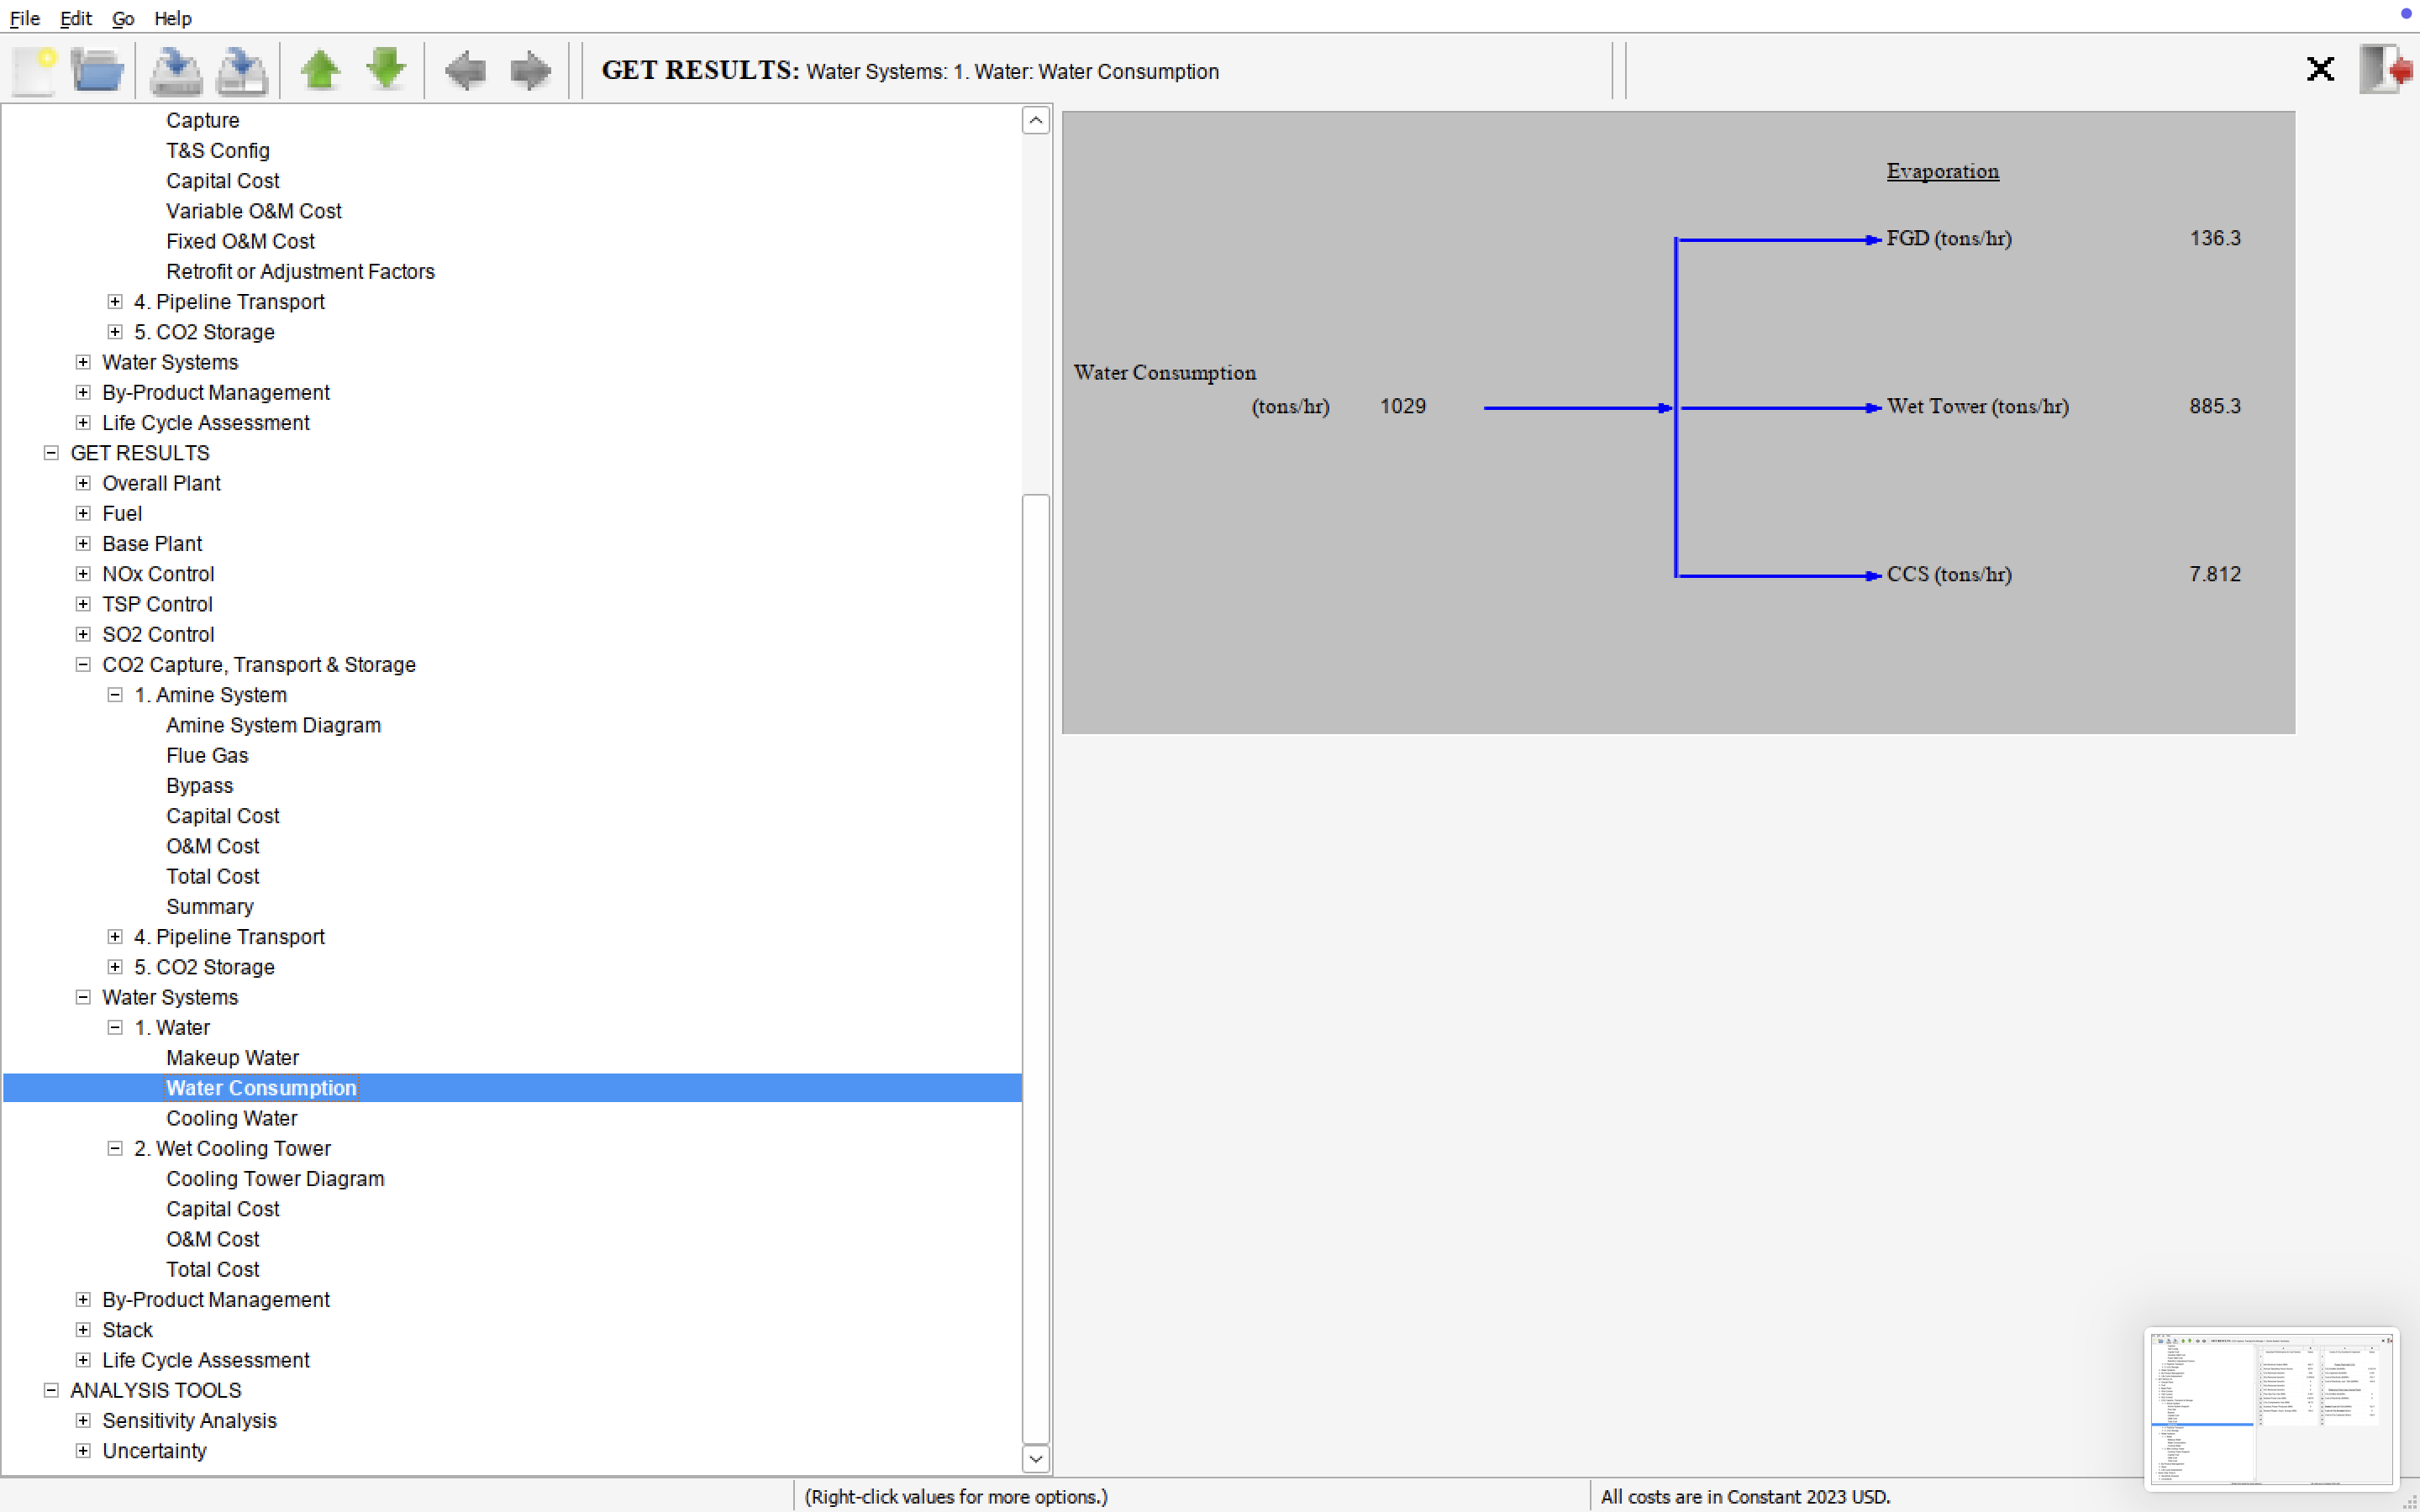 File Edit Go Help
GET RESULTS: Water Systems: 1. Water: Water Consumption
Capture
T&S Config
Capital Cost
Variable O&M Cost
Fixed O&M Cost
Retrofit or Adjustment Factors
4. Pipeline Transport
5. CO2 Storage
Water Systems
By-Product Management
Life Cycle Assessment
GET RESULTS
Overall Plant
Fuel
Base Plant
NOx Control
TSP Control
SO2 Control
CO2 Capture, Transport & Storage
1. Amine System
Amine System Diagram
Flue Gas
Bypass
Capital Cost
O&M Cost
Total Cost
Summary
4. Pipeline Transport
5. CO2 Storage
Water Systems
1. Water
Makeup Water
Water Consumption
Cooling Water
2. Wet Cooling Tower
Cooling Tower Diagram
Capital Cost
O&M Cost
Total Cost
By-Product Management
Stack
Life Cycle Assessment
ANALYSIS TOOLS
Sensitivity Analysis
Uncertainty
Evaporation
FGD (tons/hr) 136.3
Water Consumption
(tons/hr) 1029
Wet Tower (tons/hr) 885.3
CCS (tons/hr) 7.812
(Right-click values for more options.)
All costs are in Constant 2023 USD.